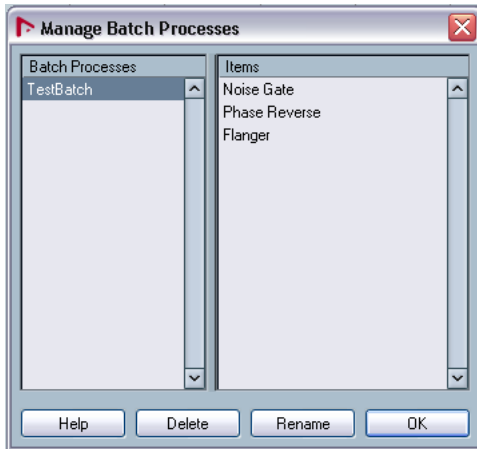 Manage Batch Processes
Batch Processes
Items
TestBatch
Noise Gate
Phase Reverse
Flanger
Help
Delete
Rename
OK